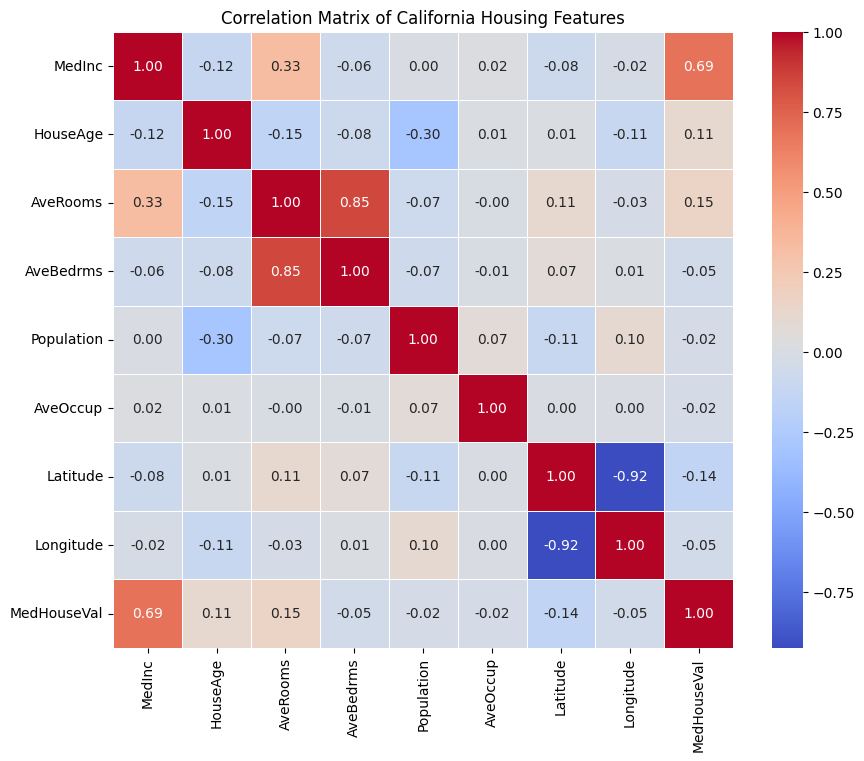 Correlation Matrix of California Housing Features
MedInc 1.00 -0.12 0.33 -0.06 0.00 0.02 -0.08 -0.02 0.69
HouseAge -0.12 1.00 -0.15 -0.08 -0.30 0.01 0.01 -0.11 0.11
AveRooms 0.33 -0.15 1.00 0.85 -0.07 -0.00 0.11 -0.03 0.15
AveBedrms -0.06 -0.08 0.85 1.00 -0.07 -0.01 0.07 0.01 -0.05
Population 0.00 -0.30 -0.07 -0.07 1.00 0.07 -0.11 0.10 -0.02
AveOccup 0.02 0.01 -0.00 -0.01 0.07 1.00 0.00 0.00 -0.02
Latitude -0.08 0.01 0.11 0.07 -0.11 0.00 1.00 -0.92 -0.14
Longitude -0.02 -0.11 -0.03 0.01 0.10 0.00 -0.92 1.00 -0.05
MedHouseVal 0.69 0.11 0.15 -0.05 -0.02 -0.02 -0.14 -0.05 1.00
MedInc HouseAge AveRooms AveBedrms Population AveOccup Latitude Longitude MedHouseVal
1.00
0.75
0.50
0.25
0.00
−0.25
−0.50
−0.75